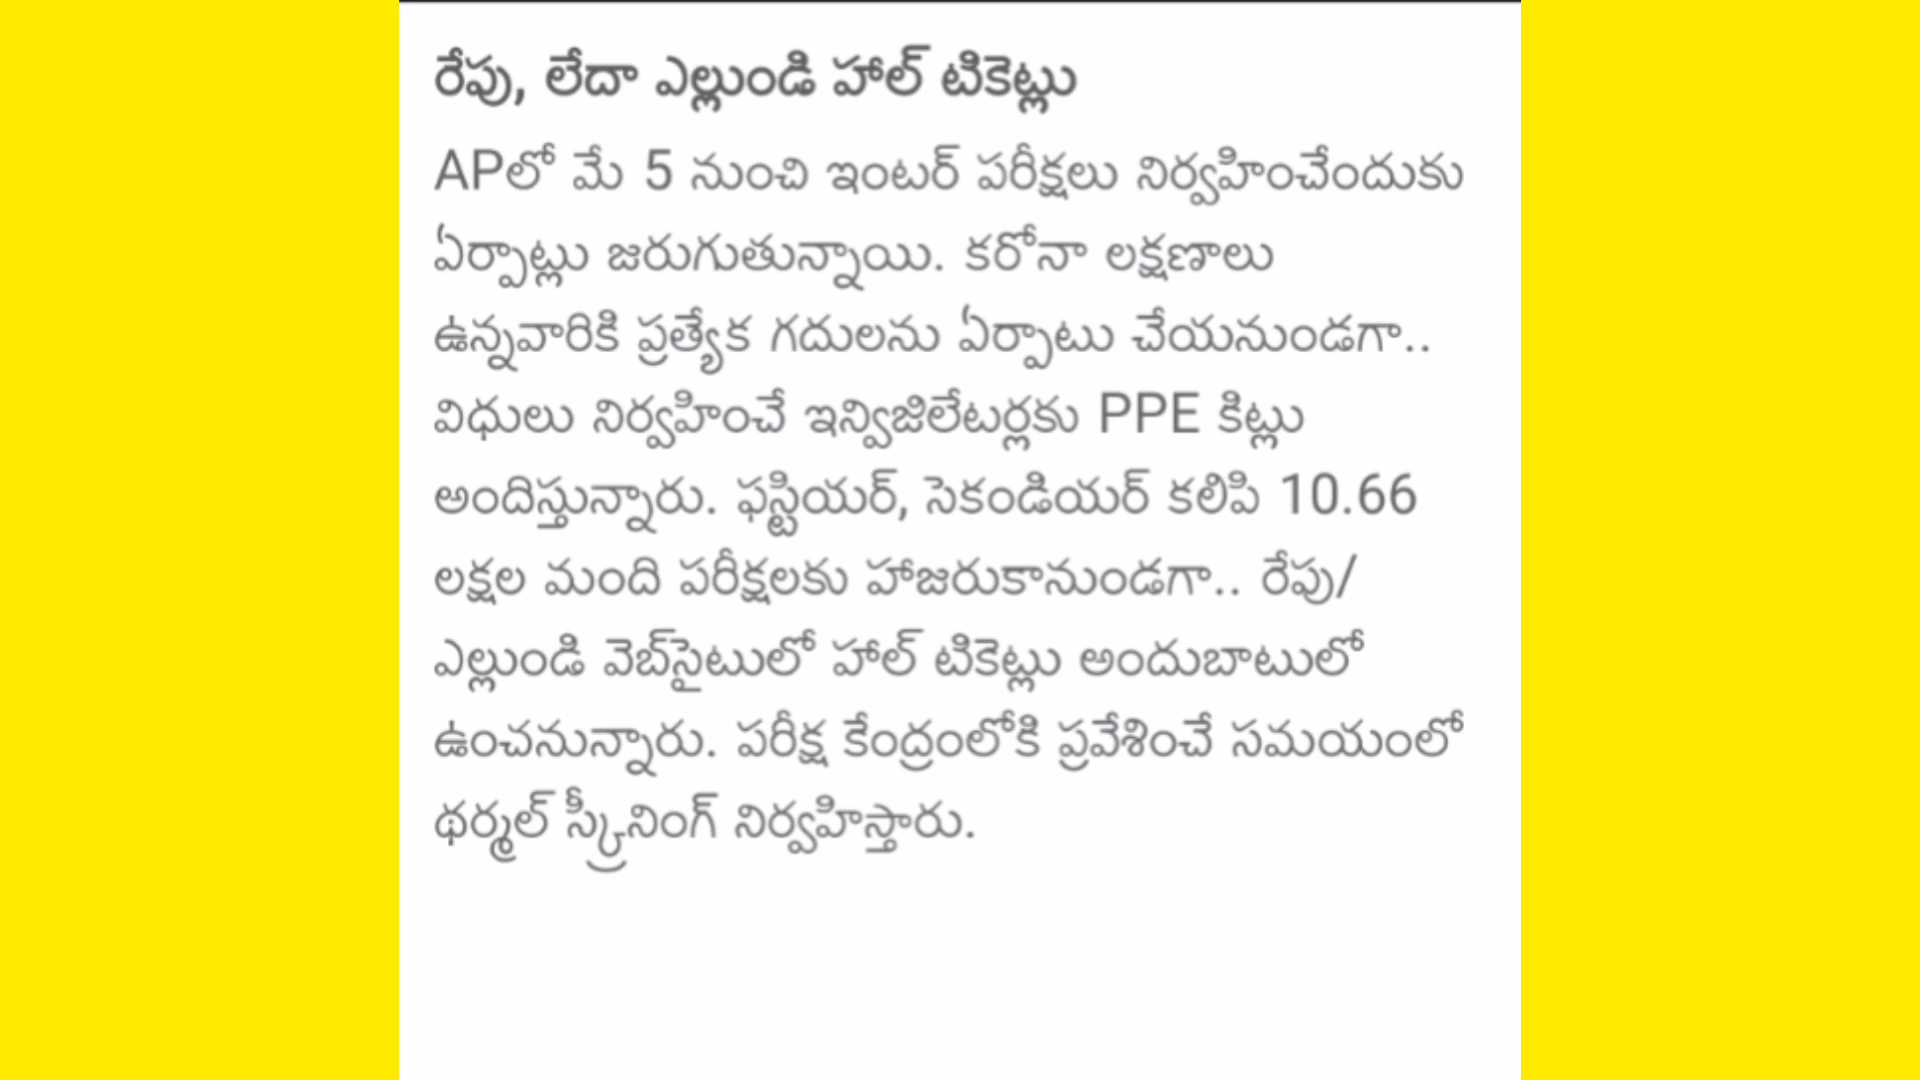 రేపు, లేదా ఎల్లుండి హాల్ టికెట్లు
APలో మే 5 నుంచి ఇంటర్ పరీక్షలు నిర్వహించేందుకు
ఏర్పాట్లు జరుగుతున్నాయి. కరోనా లక్షణాలు
ఉన్నవారికి ప్రత్యేక గదులను ఏర్పాటు చేయనుండగా..
విధులు నిర్వహించే ఇన్విజిలేటర్లకు PPE కిట్లు
అందిస్తున్నారు. ఫస్టియర్, సెకండియర్ కలిపి 10.66
లక్షల మంది పరీక్షలకు హాజరుకానుండగా.. రేపు/
ఎల్లుండి వెబ్‌సైటులో హాల్ టికెట్లు అందుబాటులో
ఉంచనున్నారు. పరీక్ష కేంద్రంలోకి ప్రవేశించే సమయంలో
థర్మల్ స్క్రీనింగ్ నిర్వహిస్తారు.